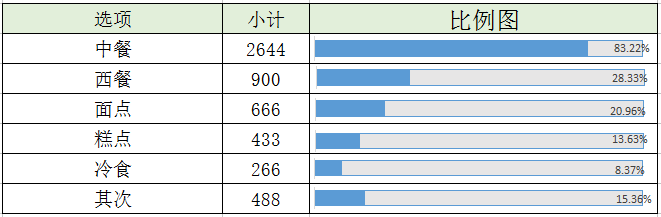 选项 小计 比例图
中餐 2644 83.22%
西餐 900 28.33%
面点 666 20.96%
糕点 433 13.63%
冷食 266 8.37%
其次 488 15.36%